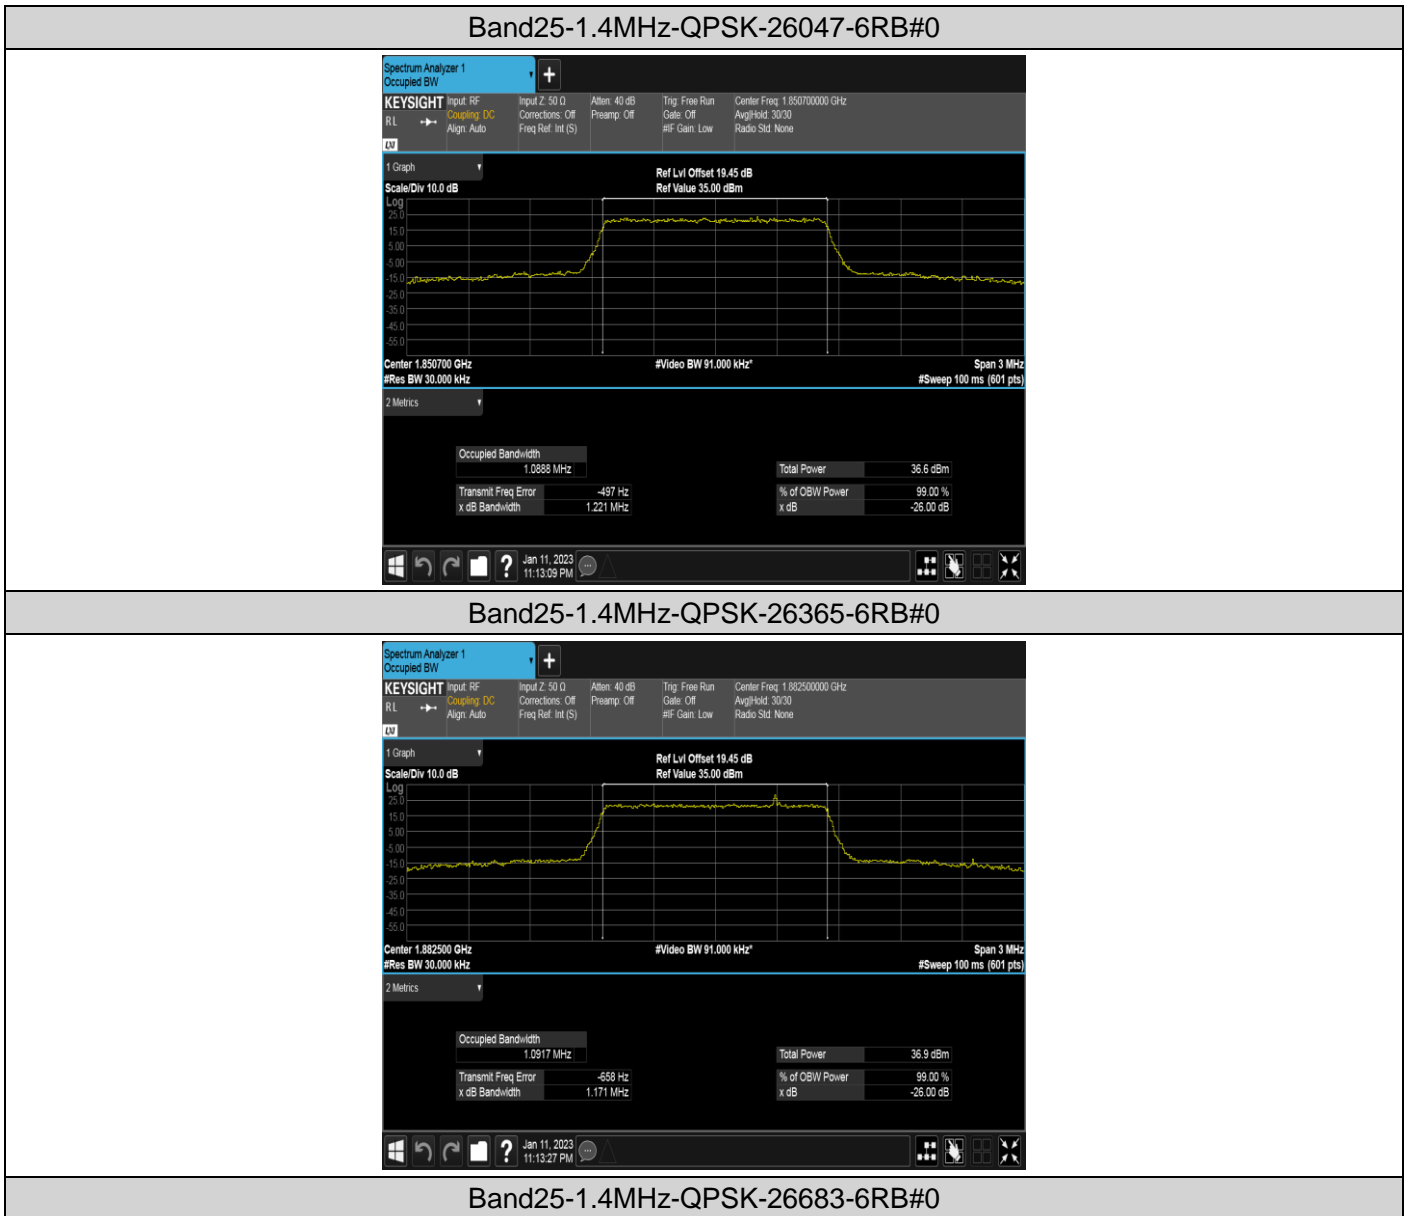 Band25-1.4MHz-QPSK-26047-6RB#0
Spectrum Analyzer 1
Occupied BW
KEYSIGHT Input: RF Input Z: 50 Ω Atten: 40 dB Trig: Free Run Center Freq: 1.850700000 GHz
RL Coupling: DC Corrections: Off Preamp: Off Gate: Off Avg|Hold: 30/30
Align: Auto Freq Ref: Int (S) #IF Gain: Low Radio Std: None
LXI
1 Graph Ref Lvl Offset 19.45 dB
Scale/Div 10.0 dB Ref Value 35.00 dBm
Log
25.0
15.0
5.00
-5.00
-15.0
-25.0
-35.0
-45.0
-55.0
Center 1.850700 GHz #Video BW 91.000 kHz* Span 3 MHz
#Res BW 30.000 kHz #Sweep 100 ms (601 pts)
2 Metrics
Occupied Bandwidth
1.0888 MHz Total Power 36.6 dBm
Transmit Freq Error -497 Hz % of OBW Power 99.00 %
x dB Bandwidth 1.221 MHz x dB -26.00 dB
Jan 11, 2023
11:13:09 PM
Band25-1.4MHz-QPSK-26365-6RB#0
Spectrum Analyzer 1
Occupied BW
KEYSIGHT Input: RF Input Z: 50 Ω Atten: 40 dB Trig: Free Run Center Freq: 1.882500000 GHz
RL Coupling: DC Corrections: Off Preamp: Off Gate: Off Avg|Hold: 30/30
Align: Auto Freq Ref: Int (S) #IF Gain: Low Radio Std: None
LXI
1 Graph Ref Lvl Offset 19.45 dB
Scale/Div 10.0 dB Ref Value 35.00 dBm
Log
25.0
15.0
5.00
-5.00
-15.0
-25.0
-35.0
-45.0
-55.0
Center 1.882500 GHz #Video BW 91.000 kHz* Span 3 MHz
#Res BW 30.000 kHz #Sweep 100 ms (601 pts)
2 Metrics
Occupied Bandwidth
1.0917 MHz Total Power 36.9 dBm
Transmit Freq Error -658 Hz % of OBW Power 99.00 %
x dB Bandwidth 1.171 MHz x dB -26.00 dB
Jan 11, 2023
11:13:27 PM
Band25-1.4MHz-QPSK-26683-6RB#0